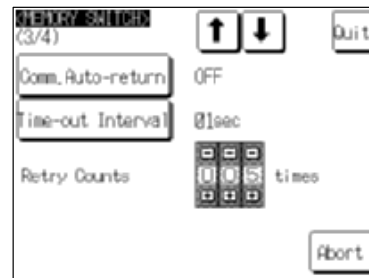 <MEMORY SWITCH>
(3/4)
Quit
Comm.Auto-return OFF
Time-out Interval 01sec
Retry Counts 005 times
Abort